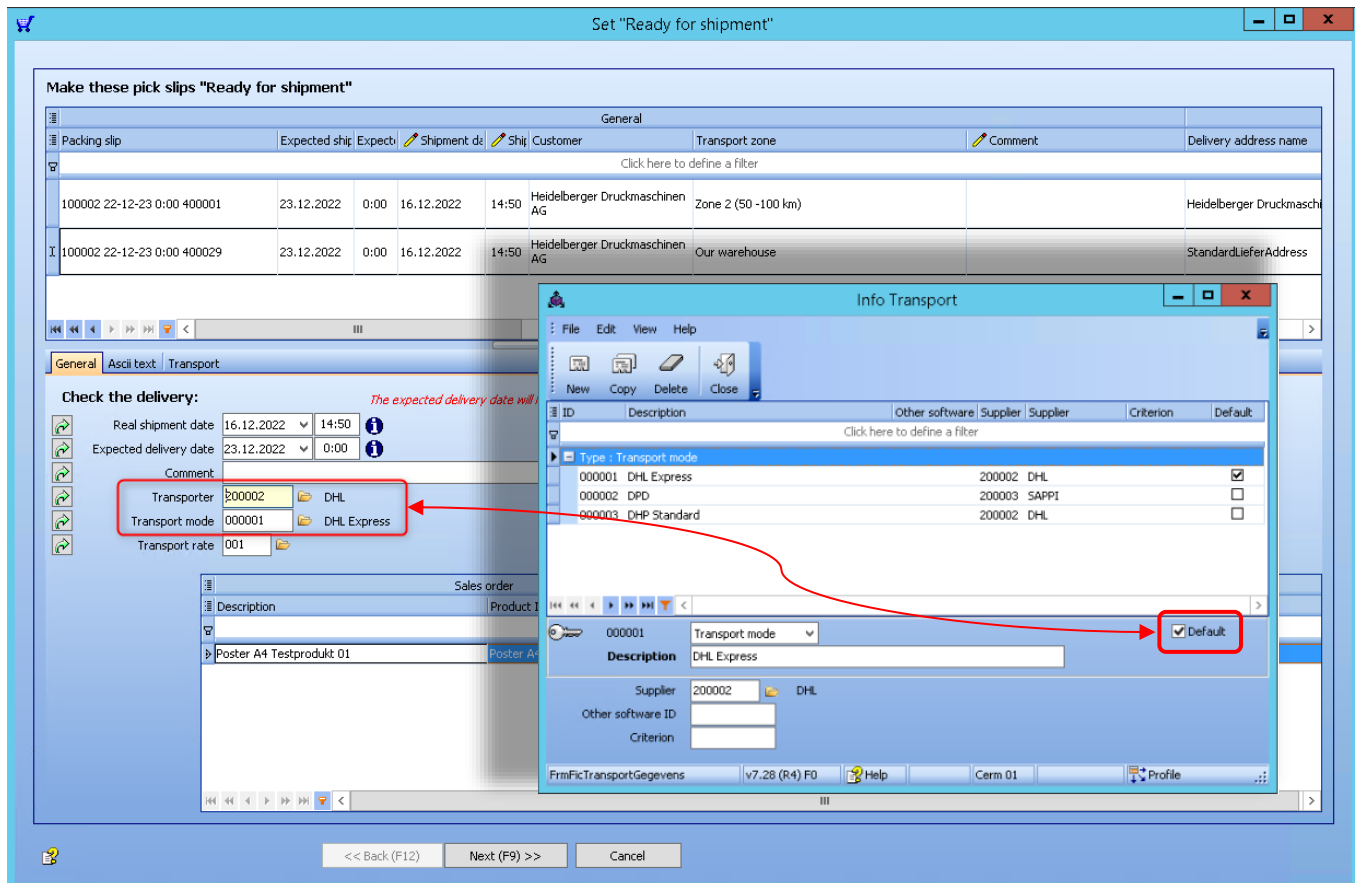 Set "Ready for shipment"
Make these pick slips "Ready for shipment"
General
Packing slip Expected ship Expecte Shipment da Ship Customer Transport zone Comment Delivery address name
Click here to define a filter
100002 22-12-23 0:00 400001 23.12.2022 0:00 16.12.2022 14:50 Heidelberger Druckmaschinen AG Zone 2 (50 -100 km) Heidelberger Druckmaschi
100002 22-12-23 0:00 400029 23.12.2022 0:00 16.12.2022 14:50 Heidelberger Druckmaschinen AG Our warehouse StandardLieferAddress
General Ascii text Transport
Check the delivery: The expected delivery date will
Real shipment date 16.12.2022 14:50
Expected delivery date 23.12.2022 0:00
Comment
Transporter 200002 DHL
Transport mode 000001 DHL Express
Transport rate 001
Sales order
Description Product I
Poster A4 Testprodukt 01 Poster A4
<< Back (F12) Next (F9) >> Cancel
Info Transport
File Edit View Help
New Copy Delete Close
ID Description Other software Supplier Supplier Criterion Default
Click here to define a filter
Type : Transport mode
000001 DHL Express 200002 DHL
000002 DPD 200003 SAPPI
000003 DHP Standard 200002 DHL
000001 Transport mode Default
Description DHL Express
Supplier 200002 DHL
Other software ID
Criterion
FrmFicTransportGegevens v7.28 (R4) F0 Help Cerm 01 Profile